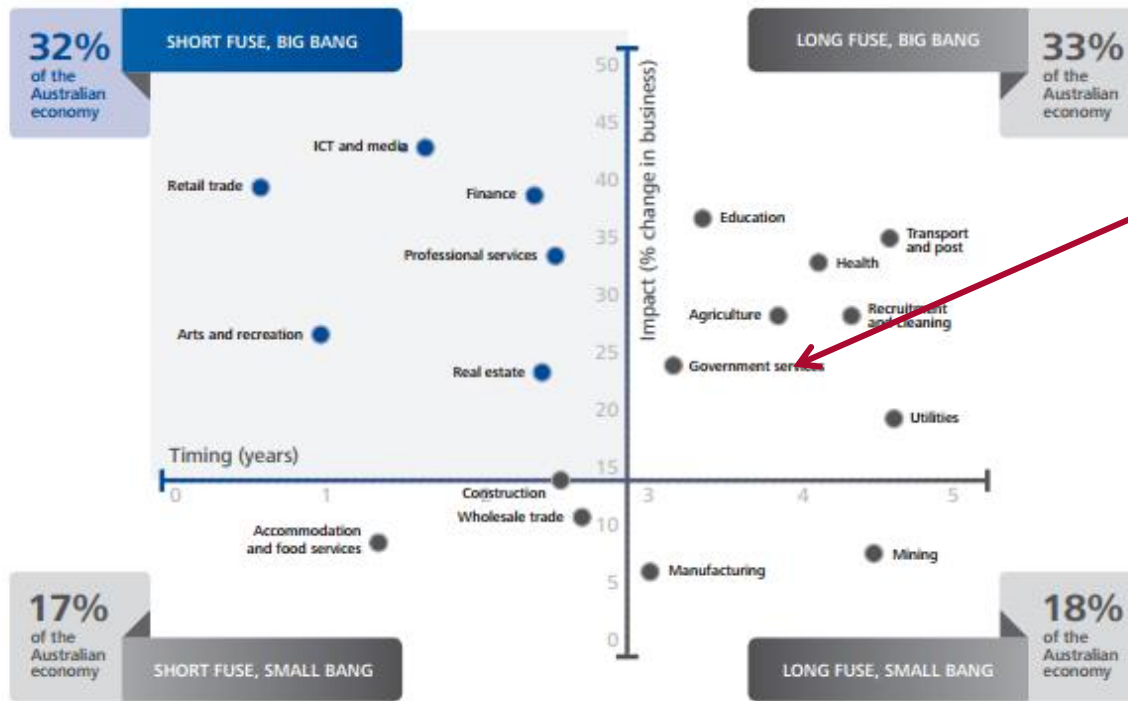 32%
of the
Australian
economy
SHORT FUSE, BIG BANG
LONG FUSE, BIG BANG
33%
of the
Australian
economy
Impact (% change in business)
50
45
40
35
30
25
20
15
10
5
0
ICT and media
Retail trade
Finance
Professional services
Arts and recreation
Real estate
Education
Transport
and post
Health
Agriculture
Recruitment
and cleaning
Government services
Utilities
Timing (years)
0
1
2
3
4
5
Construction
Wholesale trade
Accommodation
and food services
Manufacturing
Mining
17%
of the
Australian
economy
SHORT FUSE, SMALL BANG
LONG FUSE, SMALL BANG
18%
of the
Australian
economy